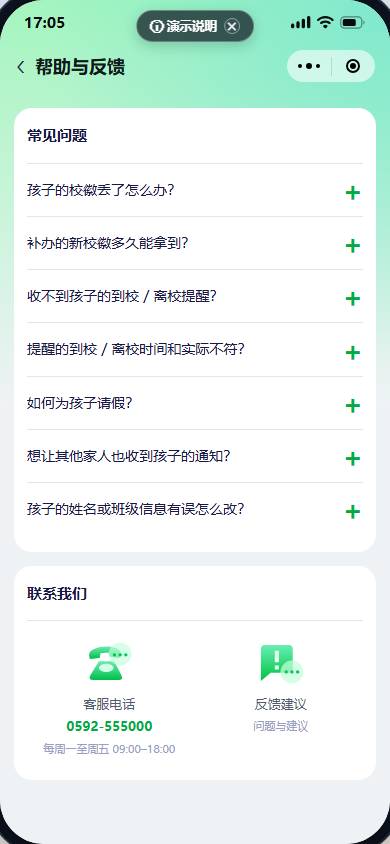 17:05
演示说明
帮助与反馈
常见问题
孩子的校徽丢了怎么办?
补办的新校徽多久能拿到?
收不到孩子的到校 / 离校提醒?
提醒的到校 / 离校时间和实际不符?
如何为孩子请假?
想让其他家人也收到孩子的通知?
孩子的姓名或班级信息有误怎么改?
联系我们
客服电话
0592-555000
每周一至周五 09:00–18:00
反馈建议
问题与建议